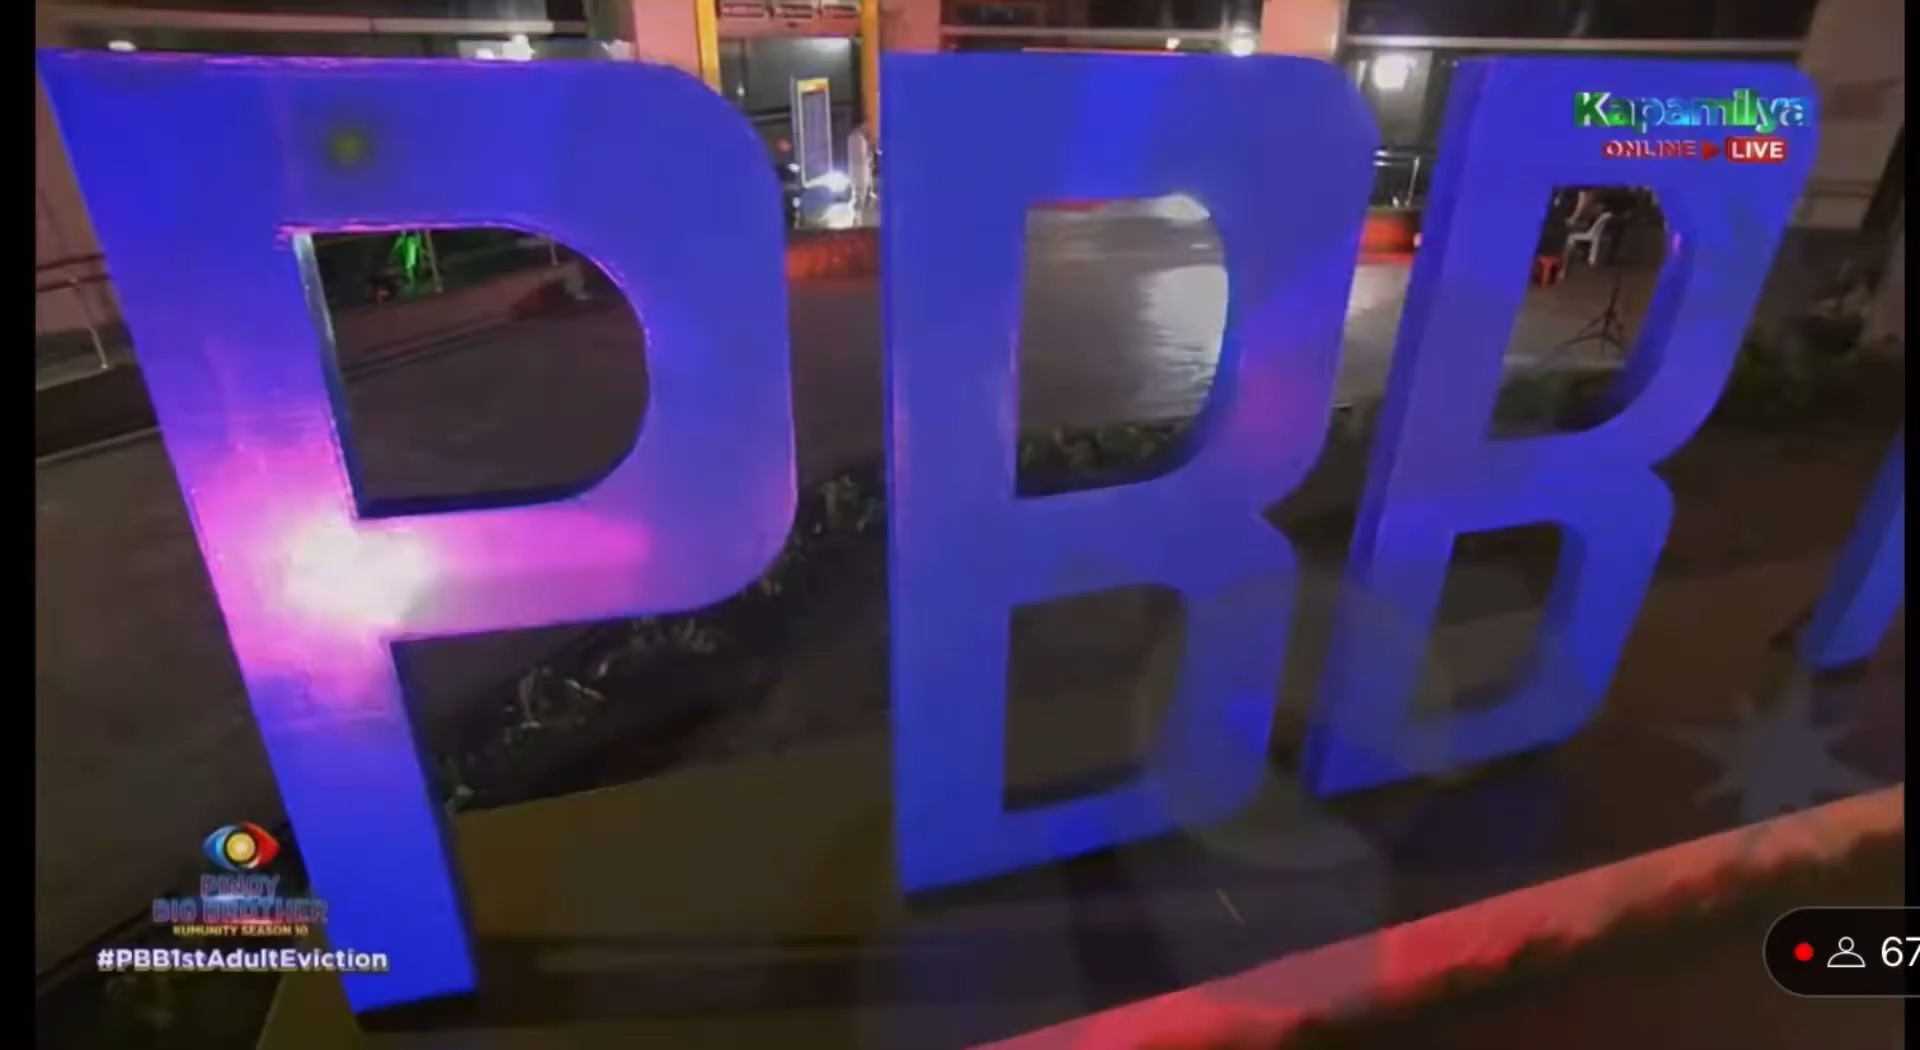 PBB
Kapamilya
ONLINE LIVE
PINOY
BIG BROTHER
KUMUNITY SEASON 10
#PBB1stAdultEviction
67